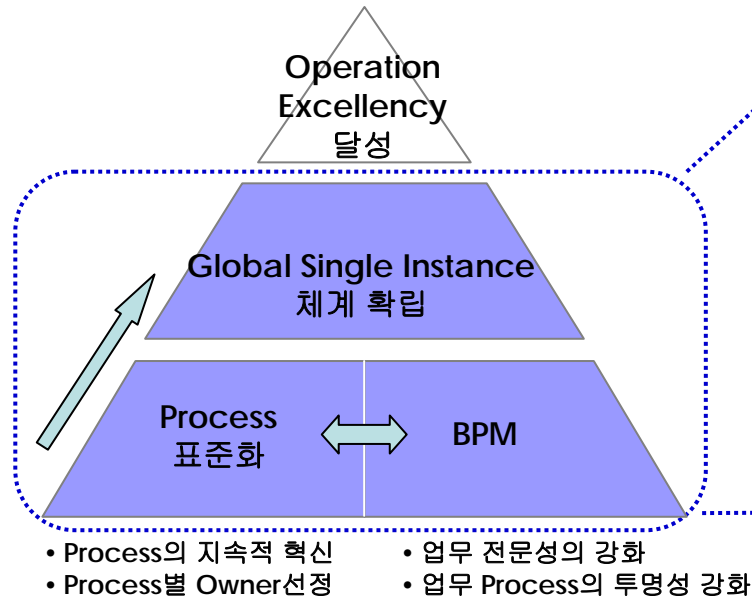 Operation
Excellency
달성
Global Single Instance
체계 확립
Process
표준화
BPM
• Process의 지속적 혁신
• Process별 Owner선정
• 업무 전문성의 강화
• 업무 Process의 투명성 강화